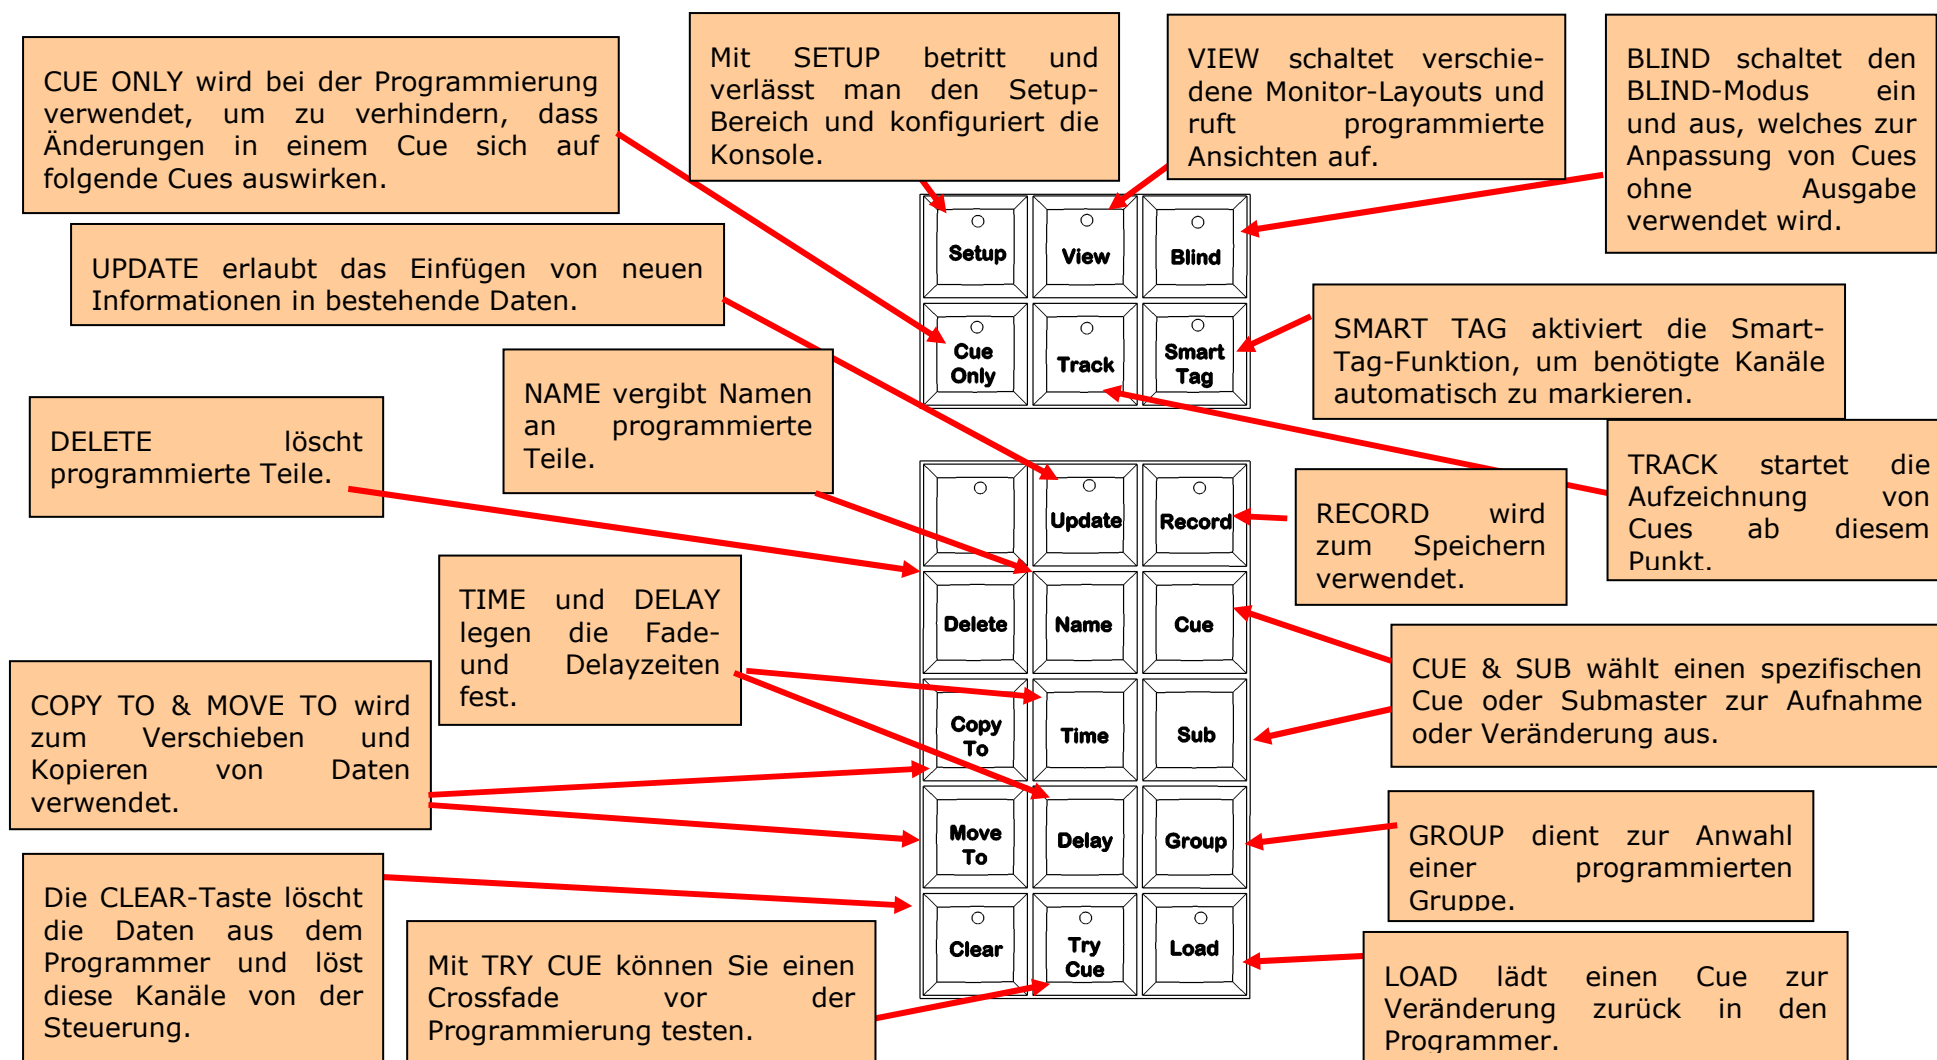 CUE ONLY wird bei der Programmierung
verwendet, um zu verhindern, dass
Änderungen in einem Cue sich auf
folgende Cues auswirken.
Mit SETUP betritt und
verlässt man den Setup-
Bereich und konfiguriert die
Konsole.
VIEW schaltet verschie-
dene Monitor-Layouts und
ruft programmierte
Ansichten auf.
BLIND schaltet den
BLIND-Modus ein
und aus, welches zur
Anpassung von Cues
ohne Ausgabe
verwendet wird.
UPDATE erlaubt das Einfügen von neuen
Informationen in bestehende Daten.
Setup
View
Blind
Cue
Only
Track
Smart
Tag
SMART TAG aktiviert die Smart-
Tag-Funktion, um benötigte Kanäle
automatisch zu markieren.
NAME vergibt Namen
an programmierte
Teile.
DELETE löscht
programmierte Teile.
TRACK startet die
Aufzeichnung von
Cues ab diesem
Punkt.
RECORD wird
zum Speichern
verwendet.
Update
Record
Delete
Name
Cue
TIME und DELAY
legen die Fade-
und Delayzeiten
fest.
CUE & SUB wählt einen spezifischen
Cue oder Submaster zur Aufnahme
oder Veränderung aus.
COPY TO & MOVE TO wird
zum Verschieben und
Kopieren von Daten
verwendet.
Copy
To
Time
Sub
Move
To
Delay
Group
GROUP dient zur Anwahl
einer programmierten
Gruppe.
Die CLEAR-Taste löscht
die Daten aus dem
Programmer und löst
diese Kanäle von der
Steuerung.
Clear
Try
Cue
Load
Mit TRY CUE können Sie einen
Crossfade vor der
Programmierung testen.
LOAD lädt einen Cue zur
Veränderung zurück in den
Programmer.